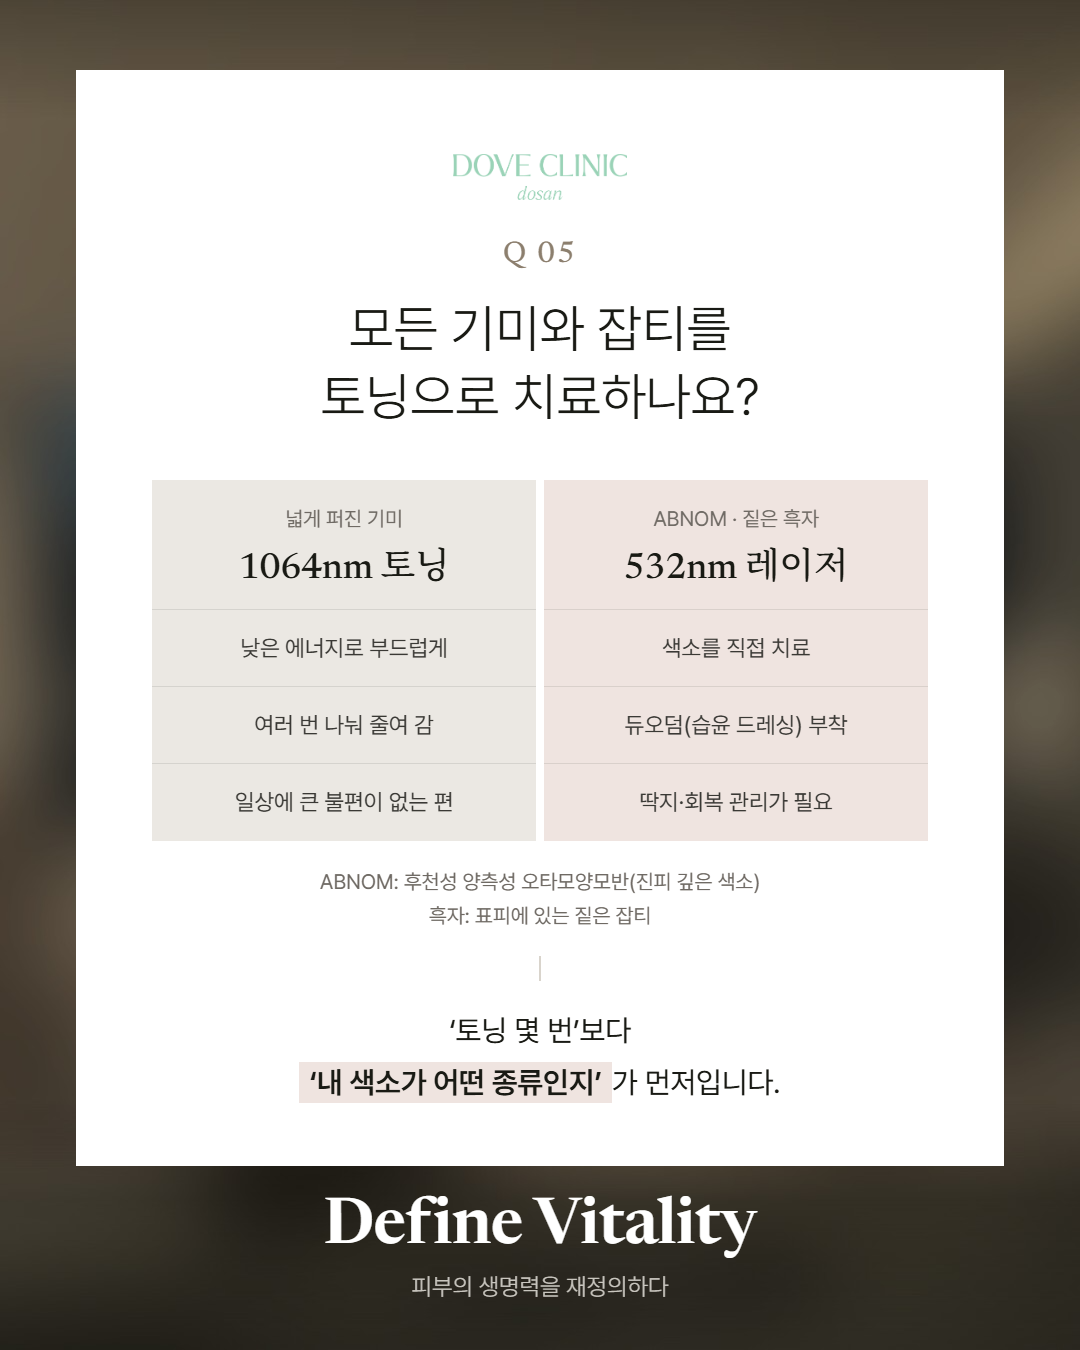 DOVE CLINIC
dosan
Q 05
모든 기미와 잡티를
토닝으로 치료하나요?
넓게 퍼진 기미
1064nm 토닝
낮은 에너지로 부드럽게
여러 번 나눠 줄여 감
일상에 큰 불편이 없는 편
ABNOM · 짙은 흑자
532nm 레이저
색소를 직접 치료
듀오덤(습윤 드레싱) 부착
딱지·회복 관리가 필요
ABNOM: 후천성 양측성 오타모양모반(진피 깊은 색소)
흑자: 표피에 있는 짙은 잡티
‘토닝 몇 번’보다
‘내 색소가 어떤 종류인지’가 먼저입니다.
Define Vitality
피부의 생명력을 재정의하다